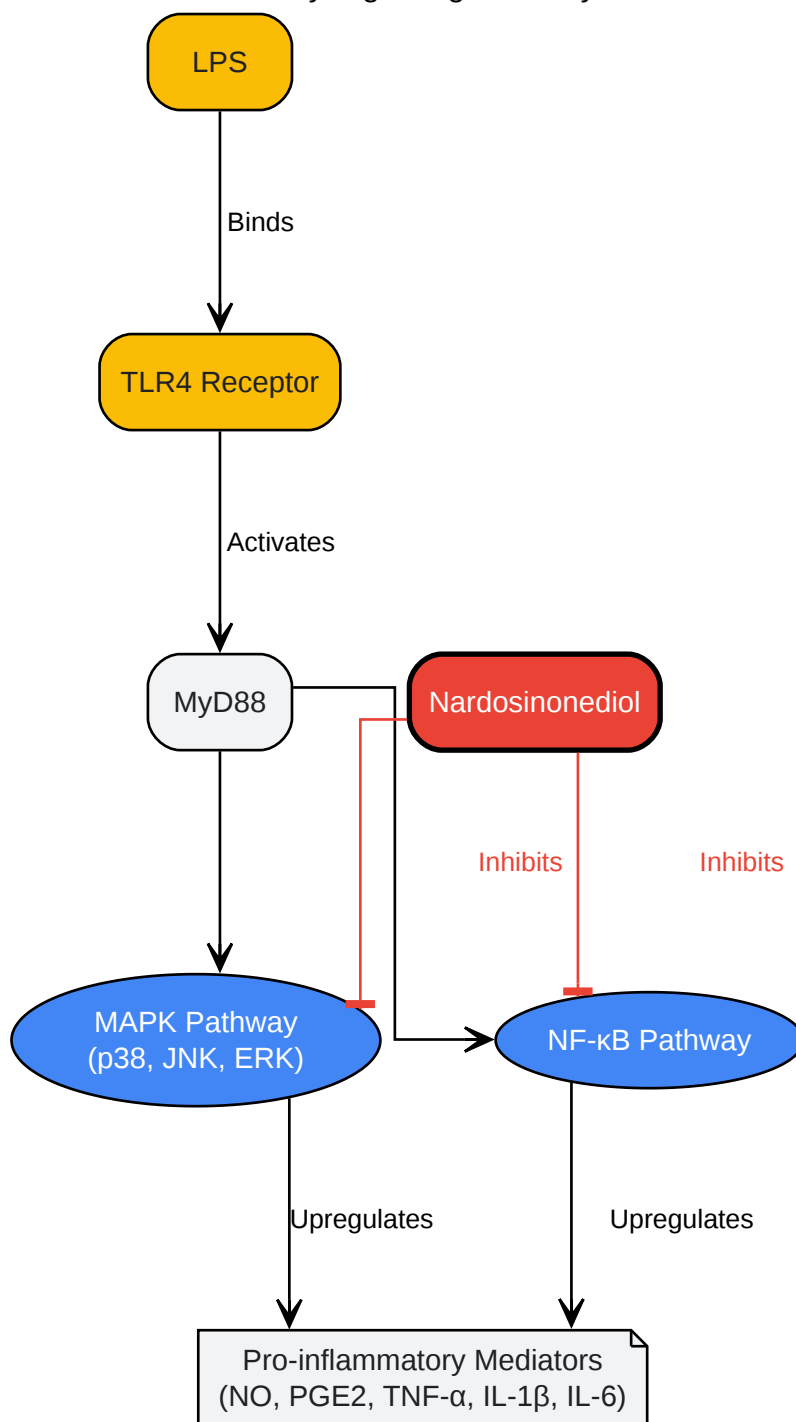 LPS
Binds
TLR4 Receptor
Activates
MyD88
Nardosinonediol
Inhibits
Inhibits
MAPK Pathway
(p38, JNK, ERK)
NF-κB Pathway
Upregulates
Upregulates
Pro-inflammatory Mediators
(NO, PGE2, TNF-α, IL-1β, IL-6)